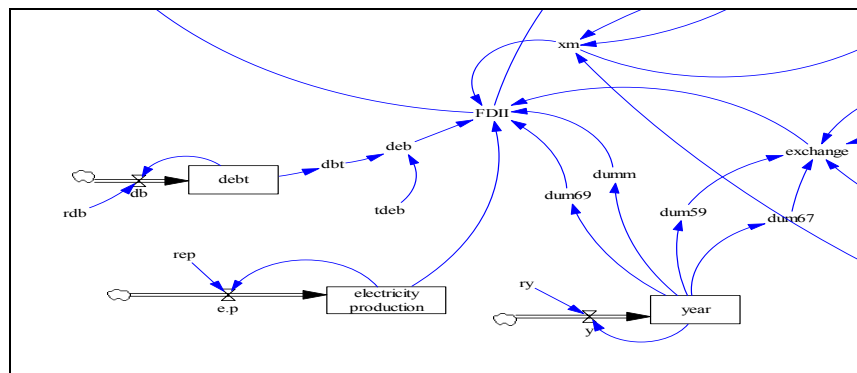 xm
FDII
deb
dbt
exchange
debt
dumm
db
dum69
rdb
tdeb
dum59
dum67
rep
electricity
production
ry
year
e.p
y